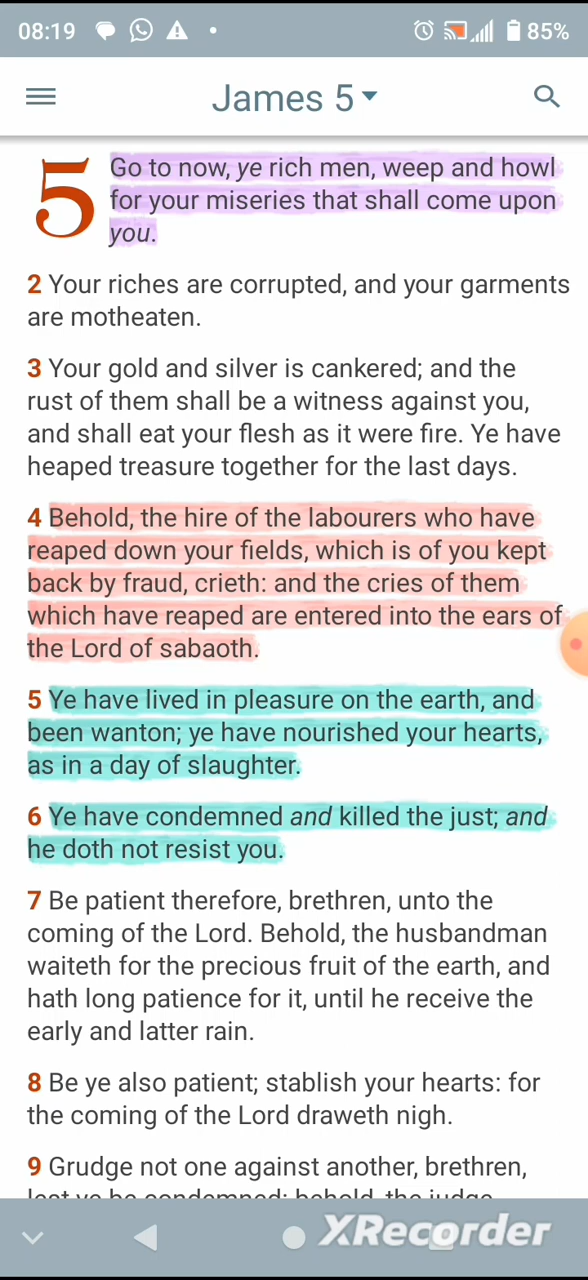 08:19 85%
James 5
5 Go to now, ye rich men, weep and howl
for your miseries that shall come upon
you.
2 Your riches are corrupted, and your garments
are motheaten.
3 Your gold and silver is cankered; and the
rust of them shall be a witness against you,
and shall eat your flesh as it were fire. Ye have
heaped treasure together for the last days.
4 Behold, the hire of the labourers who have
reaped down your fields, which is of you kept
back by fraud, crieth: and the cries of them
which have reaped are entered into the ears of
the Lord of sabaoth.
5 Ye have lived in pleasure on the earth, and
been wanton; ye have nourished your hearts,
as in a day of slaughter.
6 Ye have condemned and killed the just; and
he doth not resist you.
7 Be patient therefore, brethren, unto the
coming of the Lord. Behold, the husbandman
waiteth for the precious fruit of the earth, and
hath long patience for it, until he receive the
early and latter rain.
8 Be ye also patient; stablish your hearts: for
the coming of the Lord draweth nigh.
9 Grudge not one against another, brethren,
lest ye be condemned: behold, the judge
XRecorder